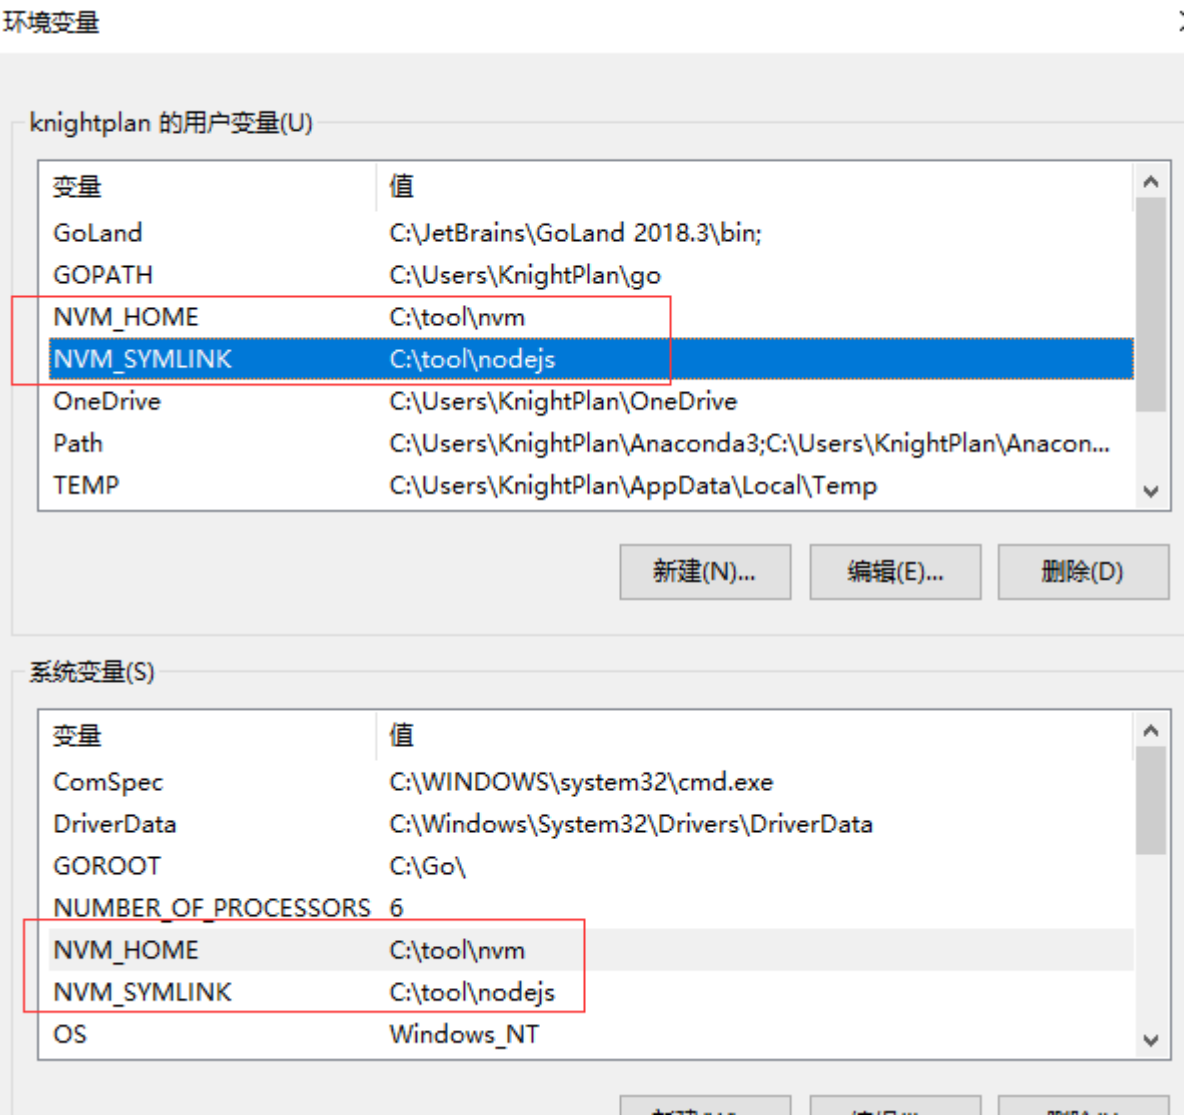 环境变量
knightplan 的用户变量(U)
变量 值
GoLand C:\JetBrains\GoLand 2018.3\bin;
GOPATH C:\Users\KnightPlan\go
NVM_HOME C:\tool\nvm
NVM_SYMLINK C:\tool\nodejs
OneDrive C:\Users\KnightPlan\OneDrive
Path C:\Users\KnightPlan\Anaconda3;C:\Users\KnightPlan\Anacon...
TEMP C:\Users\KnightPlan\AppData\Local\Temp
新建(N)... 编辑(E)... 删除(D)
系统变量(S)
变量 值
ComSpec C:\WINDOWS\system32\cmd.exe
DriverData C:\Windows\System32\Drivers\DriverData
GOROOT C:\Go\
NUMBER_OF_PROCESSORS 6
NVM_HOME C:\tool\nvm
NVM_SYMLINK C:\tool\nodejs
OS Windows_NT